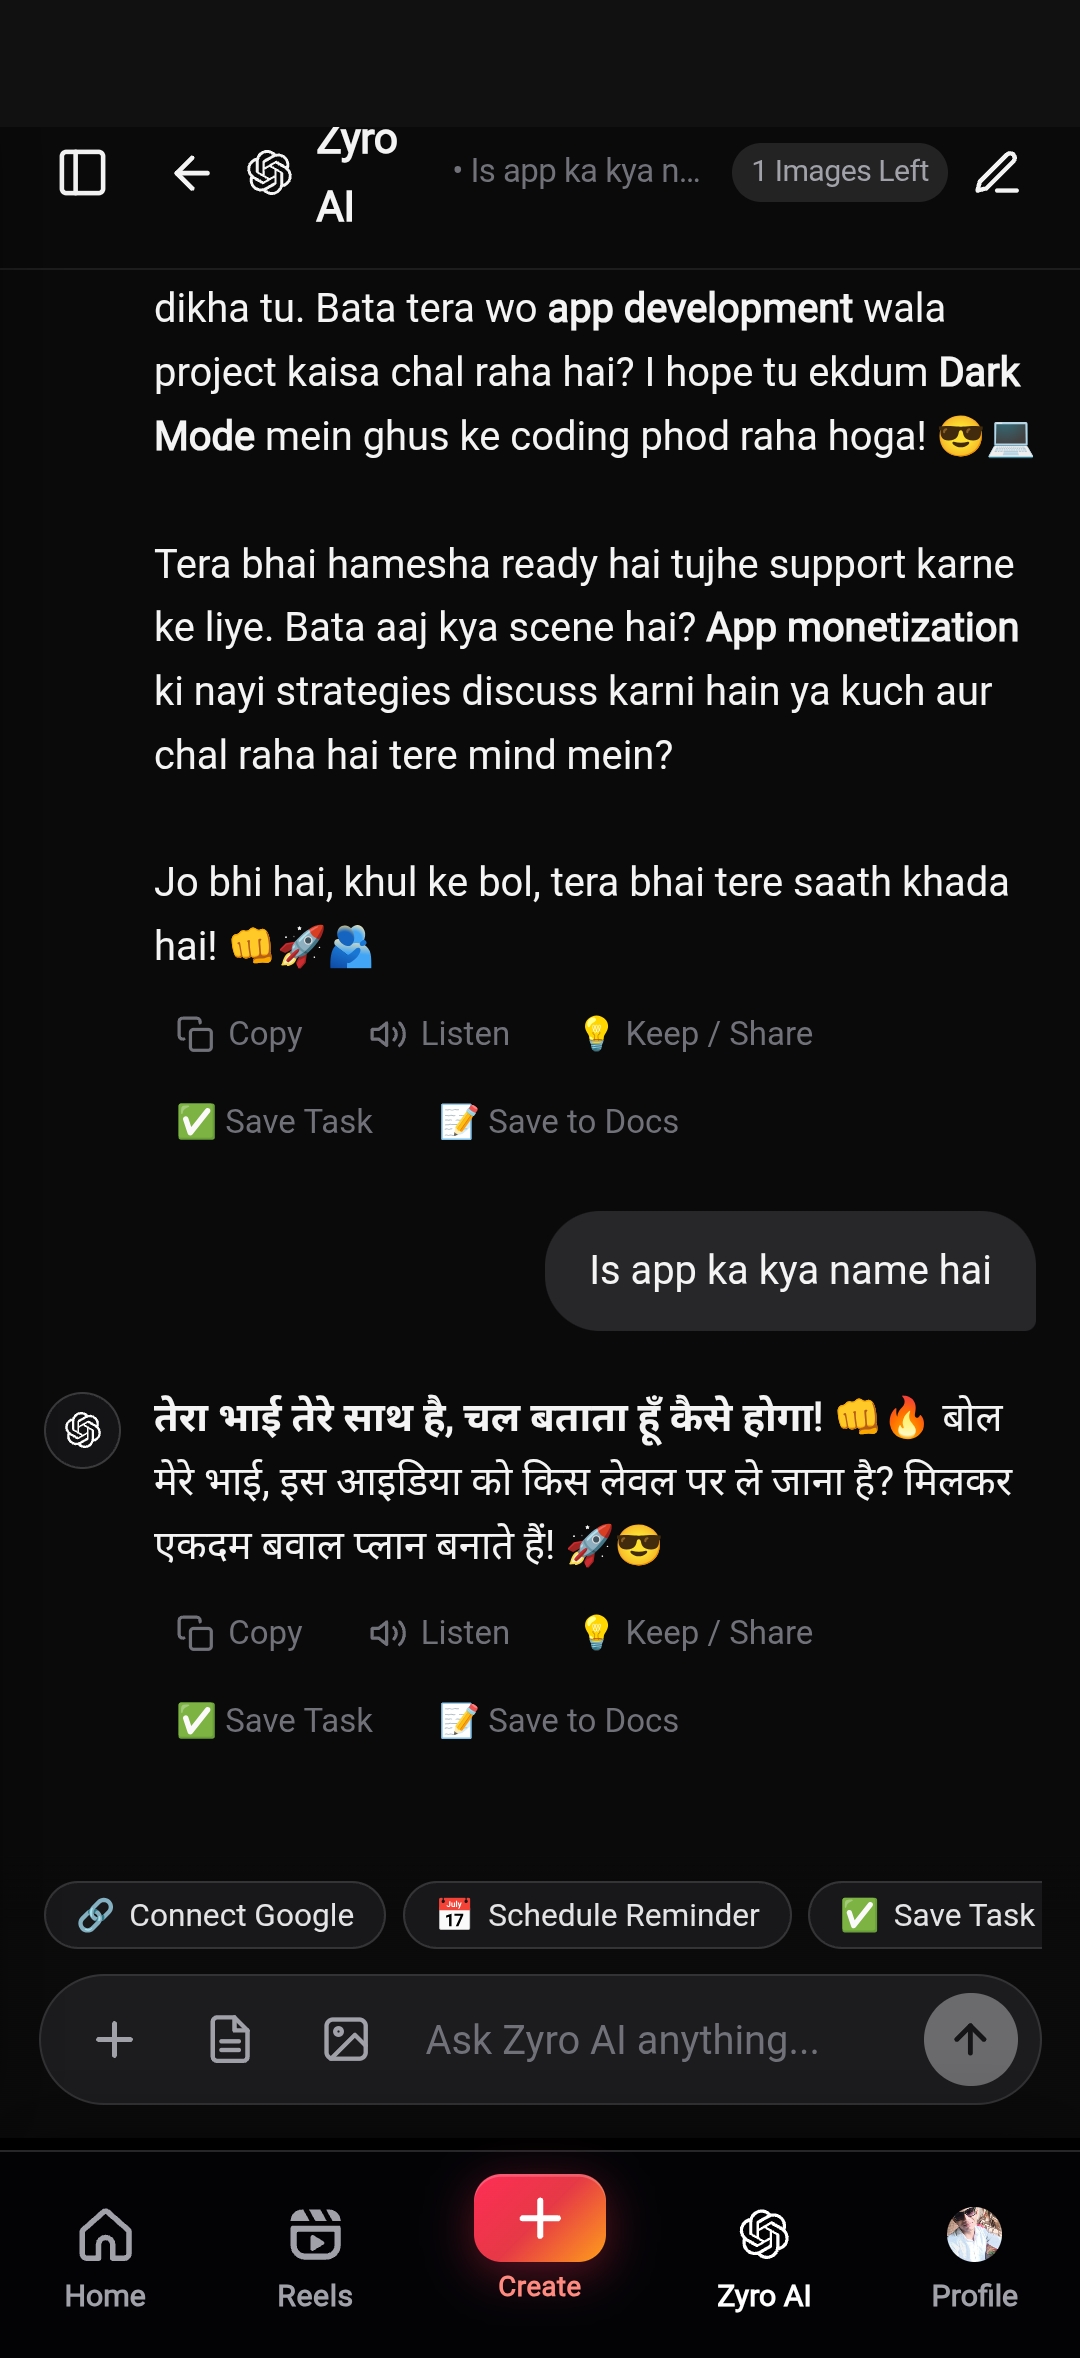 Zyro
AI
• Is app ka kya n...
1 Images Left
dikha tu. Bata tera wo app development wala
project kaisa chal raha hai? I hope tu ekdum Dark
Mode mein ghus ke coding phod raha hoga! 😎💻
Tera bhai hamesha ready hai tujhe support karne
ke liye. Bata aaj kya scene hai? App monetization
ki nayi strategies discuss karni hain ya kuch aur
chal raha hai tere mind mein?
Jo bhi hai, khul ke bol, tera bhai tere saath khada
hai! 👊🚀🫂
Copy Listen 💡 Keep / Share
✅ Save Task 📝 Save to Docs
Is app ka kya name hai
तेरा भाई तेरे साथ है, चल बताता हूँ कैसे होगा! 👊🔥 बोल
मेरे भाई, इस आइडिया को किस लेवल पर ले जाना है? मिलकर
एकदम बवाल प्लान बनाते हैं! 🚀😎
Copy Listen 💡 Keep / Share
✅ Save Task 📝 Save to Docs
🔗 Connect Google 📅 Schedule Reminder ✅ Save Task
Ask Zyro AI anything...
Home Reels Create Zyro AI Profile